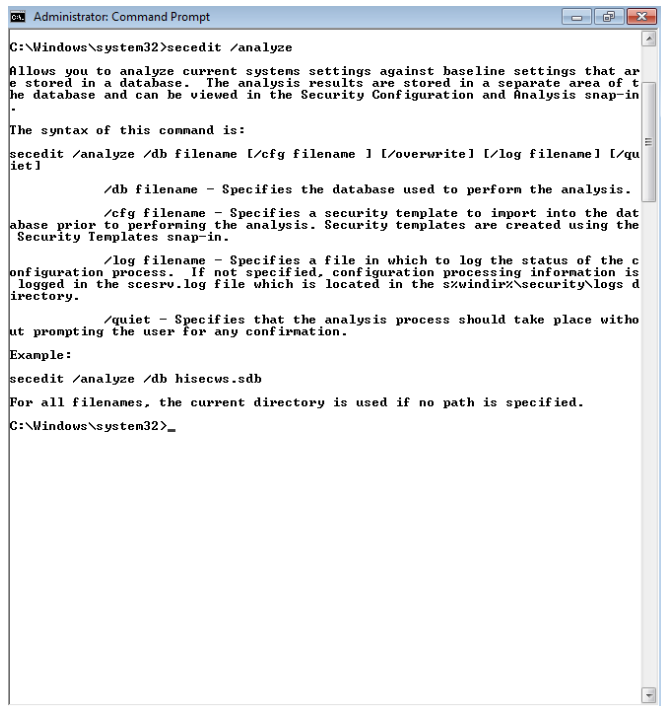 Administrator: Command Prompt
C:\Windows\system32>secedit /analyze
Allows you to analyze current systems settings against baseline settings that ar
e stored in a database.  The analysis results are stored in a separate area of t
he database and can be viewed in the Security Configuration and Analysis snap-in
.
The syntax of this command is:
secedit /analyze /db filename [/cfg filename ] [/overwrite] [/log filename] [/qu
iet]
/db filename - Specifies the database used to perform the analysis.
/cfg filename - Specifies a security template to import into the dat
abase prior to performing the analysis. Security templates are created using the
 Security Templates snap-in.
/log filename - Specifies a file in which to log the status of the c
onfiguration process.  If not specified, configuration processing information is
 logged in the scesrv.log file which is located in the s%windir%\security\logs d
irectory.
/quiet - Specifies that the analysis process should take place witho
ut prompting the user for any confirmation.
Example:
secedit /analyze /db hisecws.sdb
For all filenames, the current directory is used if no path is specified.
C:\Windows\system32>_